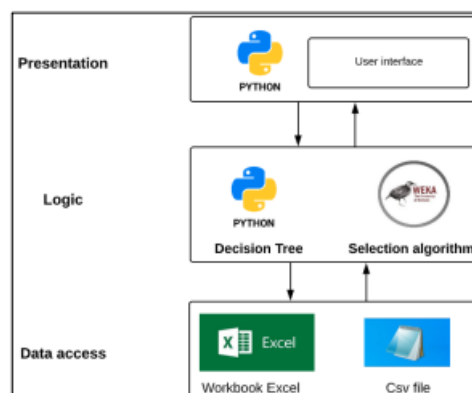 Presentation
PYTHON
User interface
Logic
PYTHON
WEKA
Decision Tree
Selection algorithm
Data access
Excel
Workbook Excel
Csv file